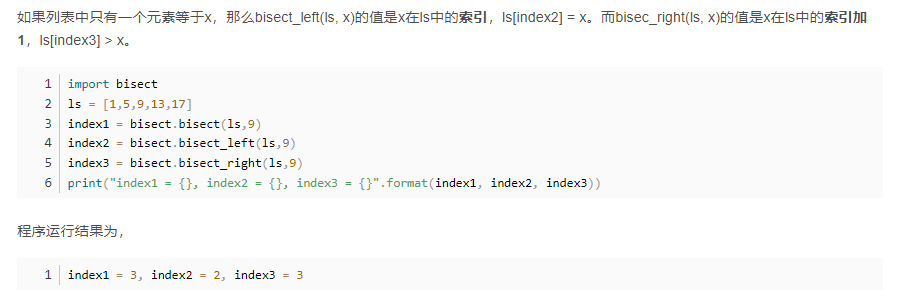 如果列表中只有一个元素等于x，那么bisect_left(ls, x)的值是x在ls中的索引，ls[index2] = x。而bisec_right(ls, x)的值是x在ls中的索引加
1，ls[index3] > x。
1 import bisect
2 ls = [1,5,9,13,17]
3 index1 = bisect.bisect(ls,9)
4 index2 = bisect.bisect_left(ls,9)
5 index3 = bisect.bisect_right(ls,9)
6 print("index1 = {}, index2 = {}, index3 = {}".format(index1, index2, index3))
程序运行结果为，
1 index1 = 3, index2 = 2, index3 = 3